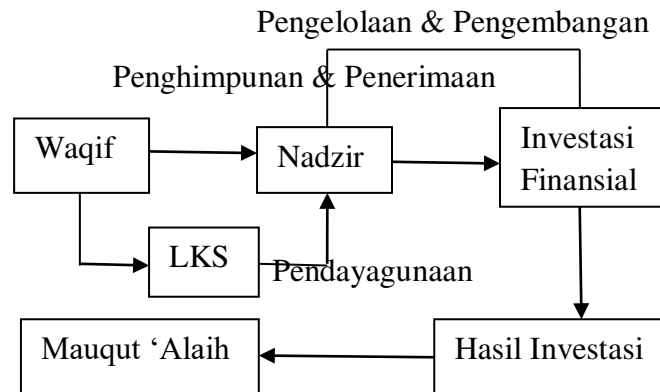 Pengelolaan & Pengembangan
Penghimpunan & Penerimaan
Waqif
Nadzir
Investasi
Finansial
LKS
Pendayagunaan
Mauqut ‘Alaih
Hasil Investasi